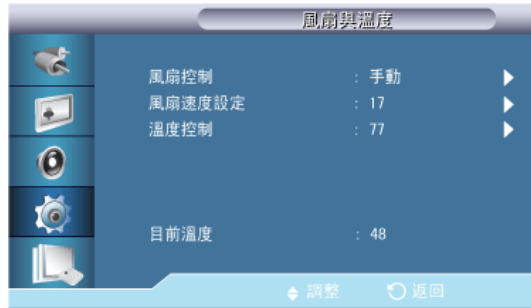 風扇與溫度
風扇控制 : 手動
風扇速度設定 : 17
溫度控制 : 77
目前溫度 : 48
調整 返回